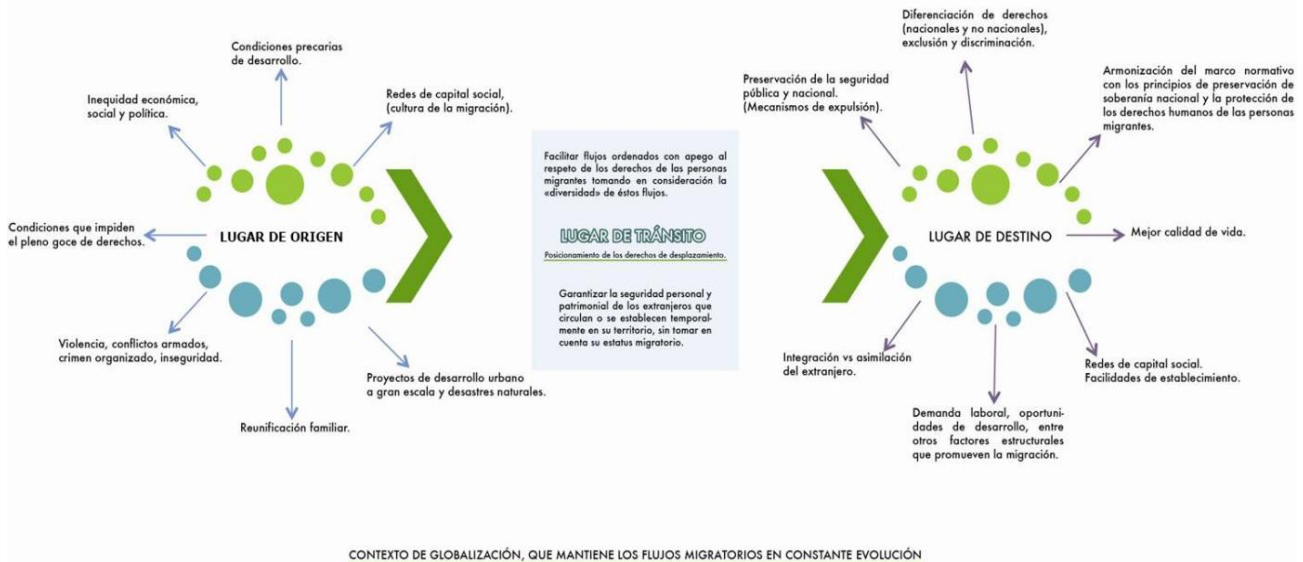 Condiciones precarias
de desarrollo.
Inequidad económica,
social y política.
Redes de capital social,
(cultura de la migración).
Condiciones que impiden
el pleno goce de derechos.
LUGAR DE ORIGEN
Violencia, conflictos armados,
crimen organizado, inseguridad.
Proyectos de desarrollo urbano
a gran escala y desastres naturales.
Reunificación familiar.
Facilitar flujos ordenados con apego al
respeto de los derechos de las personas
migrantes tomando en consideración la
«diversidad» de éstos flujos.
LUGAR DE TRÁNSITO
Posicionamiento de los derechos de desplazamiento.
Garantizar la seguridad personal y
patrimonial de los extranjeros que
circulan o se establecen temporal-
mente en su territorio, sin tomar en
cuenta su estatus migratorio.
Diferenciación de derechos
(nacionales y no nacionales),
exclusión y discriminación.
Preservación de la seguridad
pública y nacional.
(Mecanismos de expulsión).
Armonización del marco normativo
con los principios de preservación de
soberanía nacional y la protección de
los derechos humanos de las personas
migrantes.
LUGAR DE DESTINO
Mejor calidad de vida.
Integración vs asimilación
del extranjero.
Redes de capital social.
Facilidades de establecimiento.
Demanda laboral, oportuni-
dades de desarrollo, entre
otros factores estructurales
que promueven la migración.
CONTEXTO DE GLOBALIZACIÓN, QUE MANTIENE LOS FLUJOS MIGRATORIOS EN CONSTANTE EVOLUCIÓN